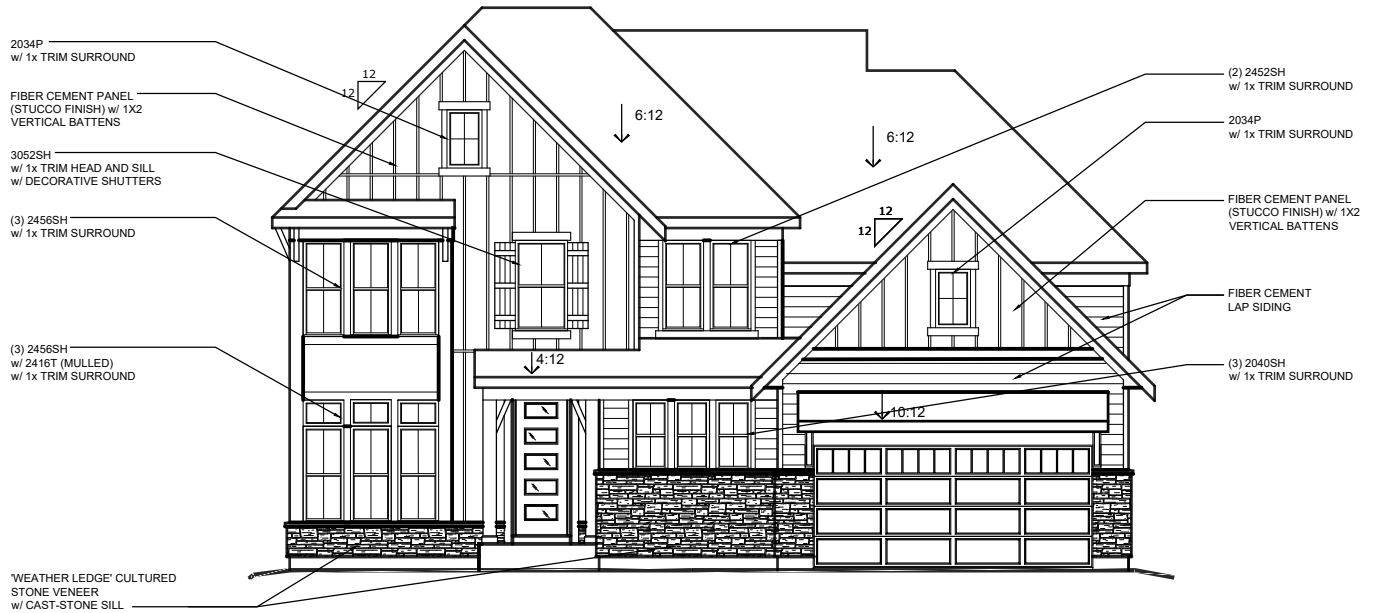 2034P
w/ 1x TRIM SURROUND
FIBER CEMENT PANEL
(STUCCO FINISH) w/ 1X2
VERTICAL BATTENS
3052SH
w/ 1x TRIM HEAD AND SILL
w/ DECORATIVE SHUTTERS
(3) 2456SH
w/ 1x TRIM SURROUND
(3) 2456SH
w/ 2416T (MULLED)
w/ 1x TRIM SURROUND
'WEATHER LEDGE' CULTURED
STONE VENEER
w/ CAST-STONE SILL
12
12
6:12
6:12
12
12
4:12
10:12
(2) 2452SH
w/ 1x TRIM SURROUND
2034P
w/ 1x TRIM SURROUND
FIBER CEMENT PANEL
(STUCCO FINISH) w/ 1X2
VERTICAL BATTENS
FIBER CEMENT
LAP SIDING
(3) 2040SH
w/ 1x TRIM SURROUND